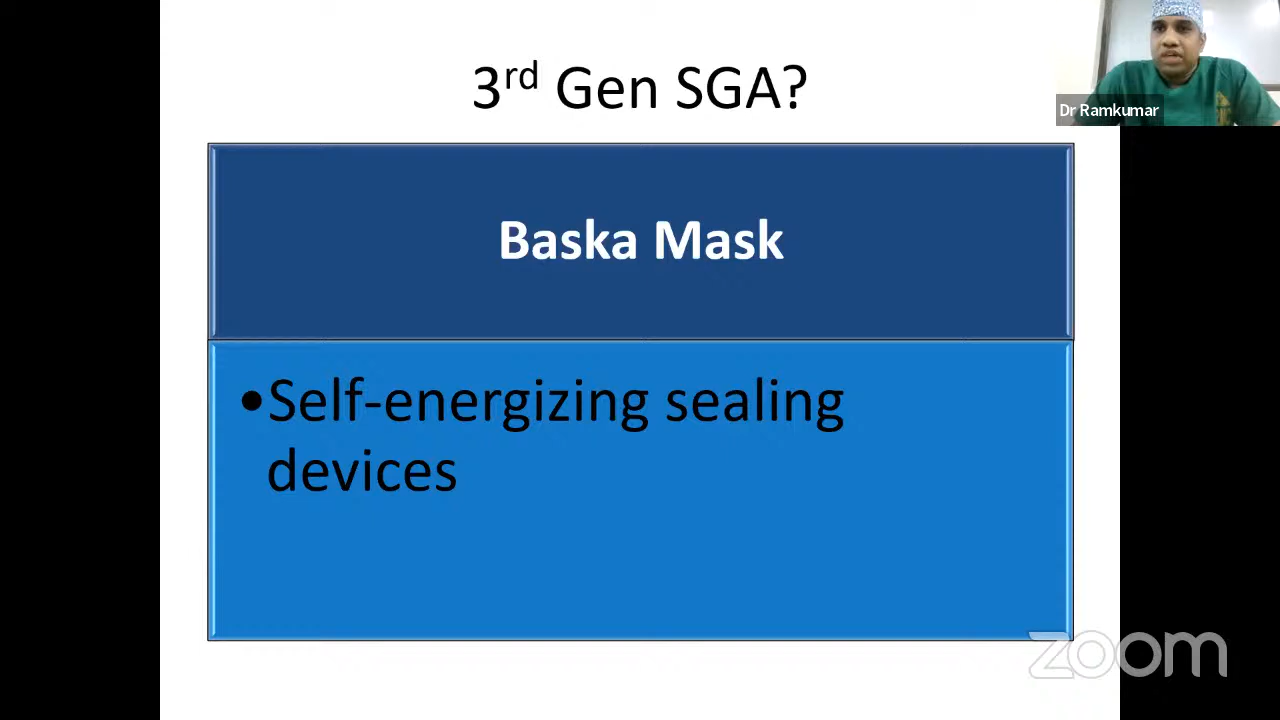 3rd Gen SGA?
Dr Ramkumar
Baska Mask
•Self-energizing sealing
devices
zoom